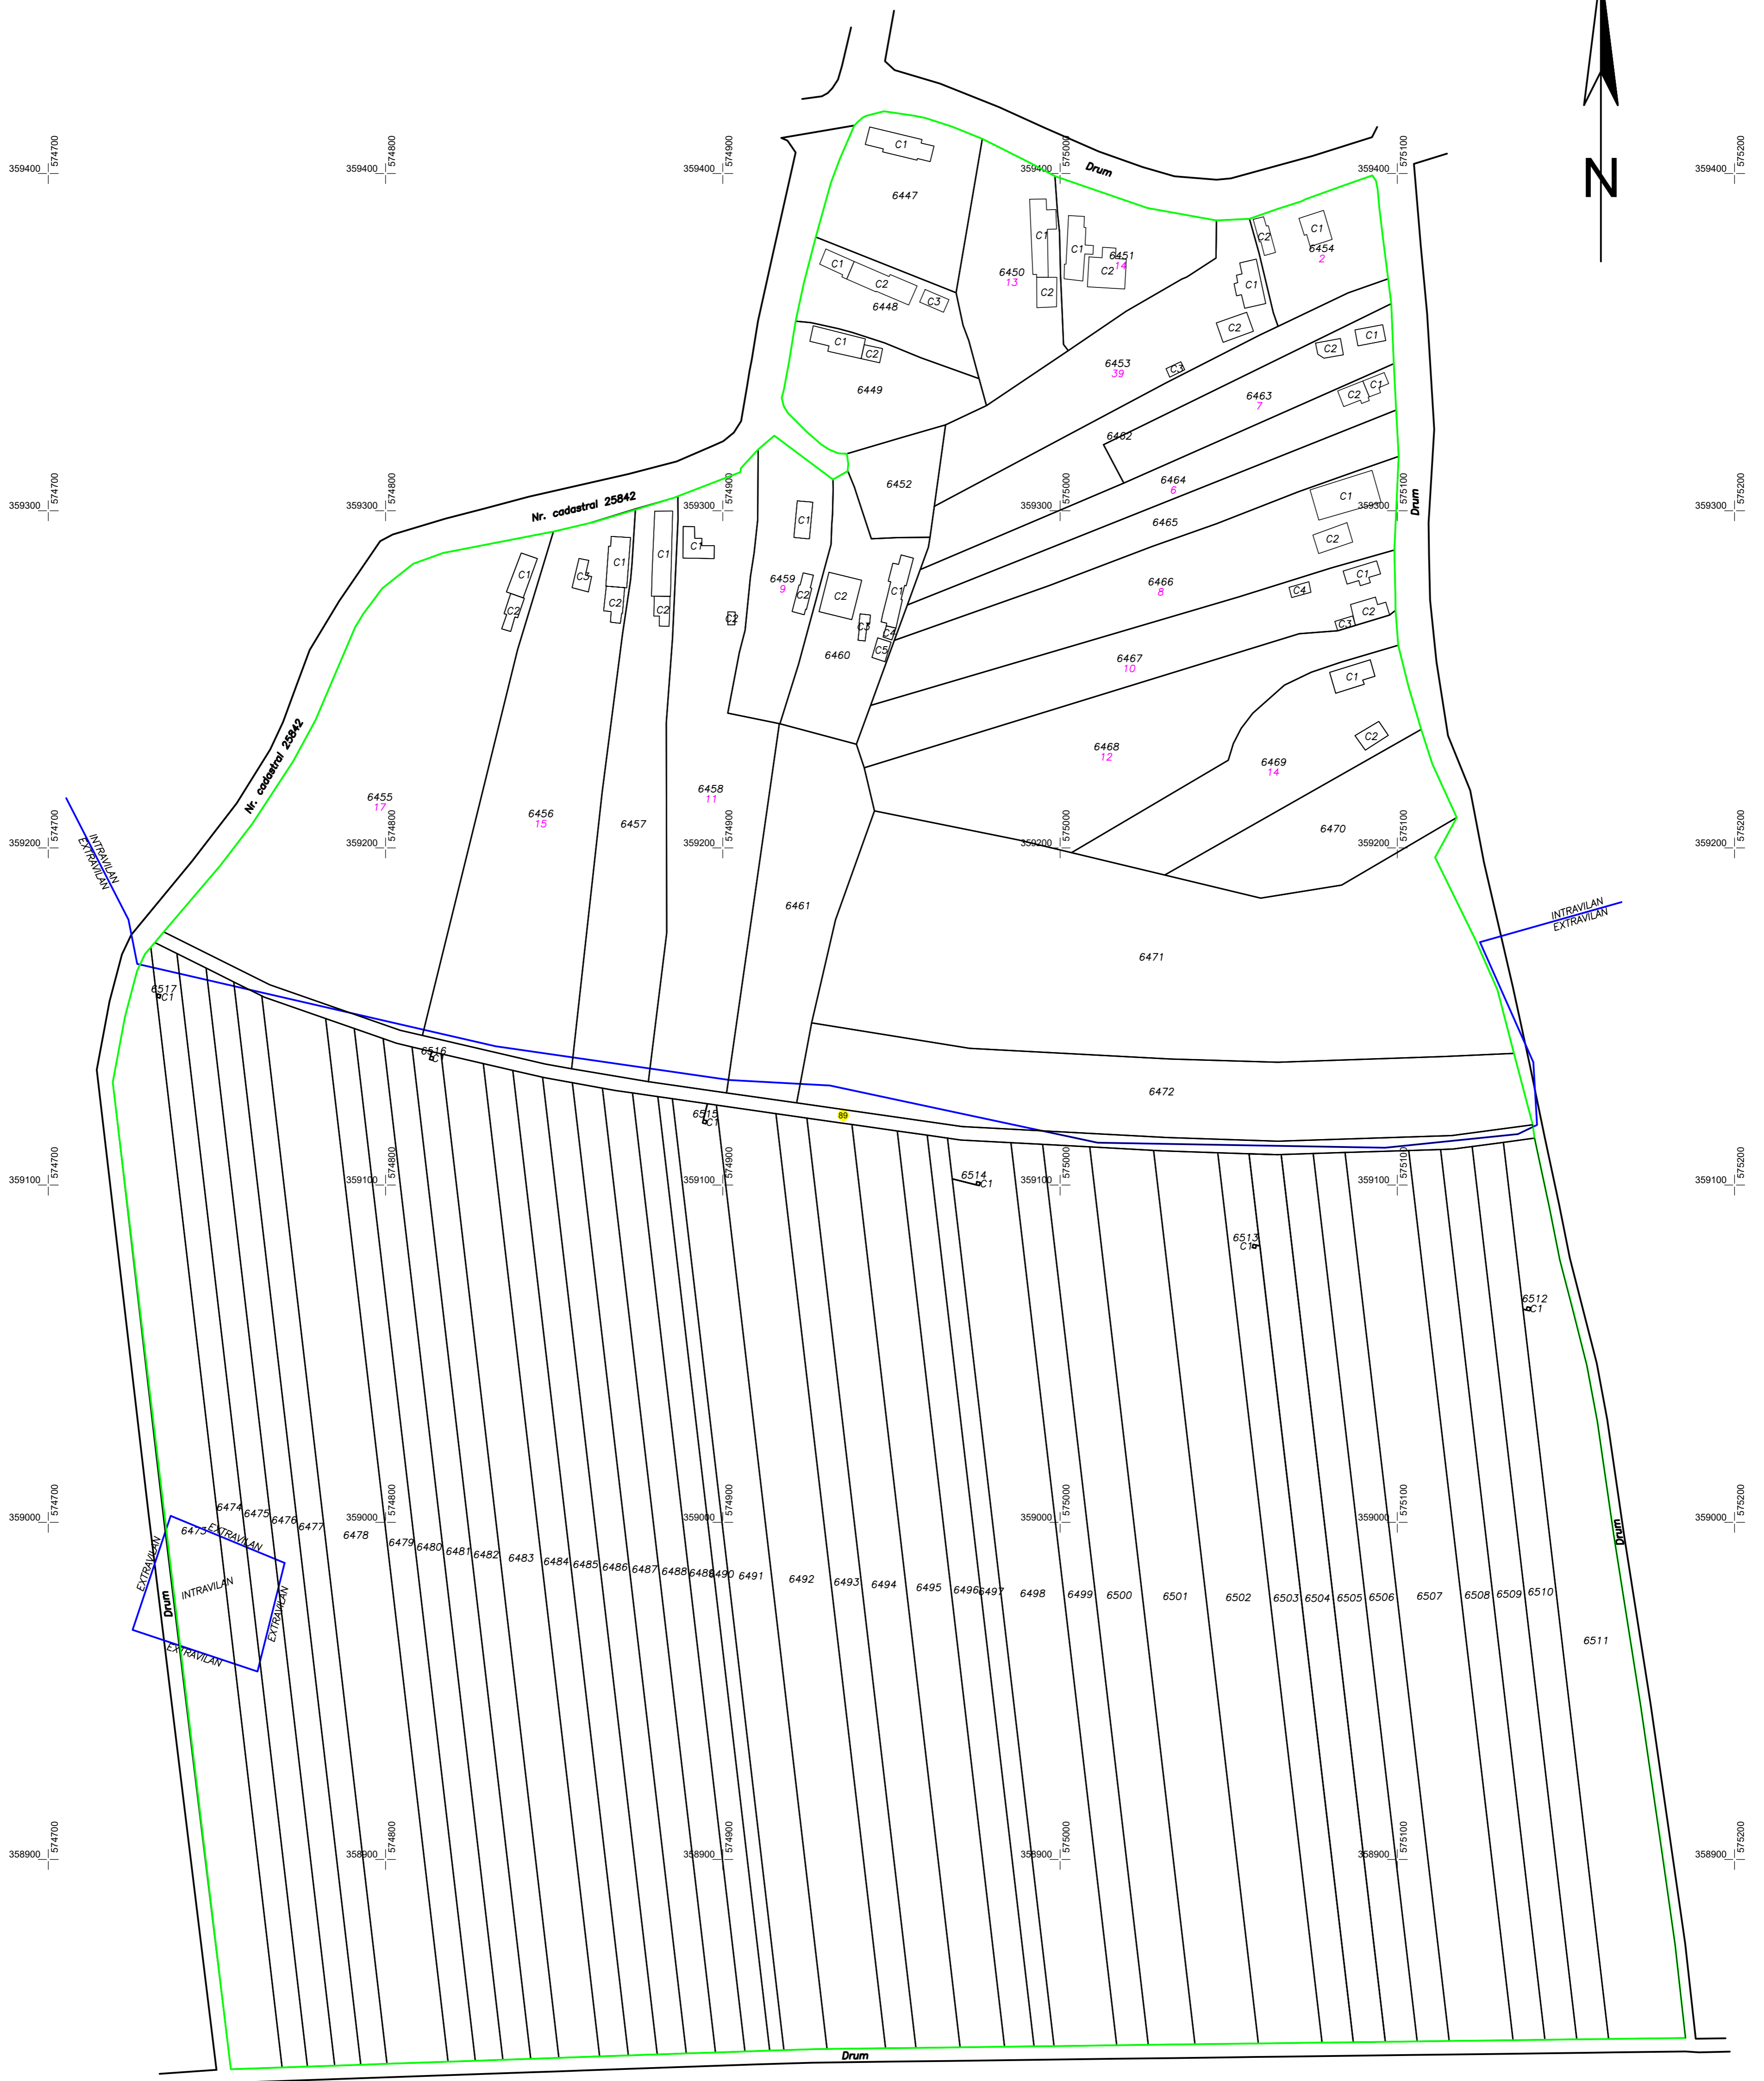 N
359400 574700
359400 574800
359400 574900
359400 575000
359400 575100
359400 575200
Drum
C1
6447
C1
C2
C3
6448
C1
C2
6449
C1
C2
6450
13
C1
C2
6451
14
C2
C1
C2
C1
6454
2
C3
6453
39
C1
C2
6463
7
C2
C1
6462
6452
6464
6
6465
Drum
C1
C2
359300 574700
359300 574800
359300 574900
359300 575000
359300 575100
359300 575200
Nr. cadastral 25842
C1
C2
C3
C1
C2
C1
C2
C1
C2
C1
C2
6459
9
C2
C1
C3
C4
C5
6460
6466
8
C4
C1
C2
C3
6467
10
C1
C2
6468
12
6469
14
6470
Nr. cadastral 25842
6455
17
6456
15
6457
6458
11
6461
359200 574700
359200 574800
359200 574900
359200 575000
359200 575100
359200 575200
INTRAVILAN
EXTRAVILAN
INTRAVILAN
EXTRAVILAN
6471
6472
6517
C1
6516
C1
6515
C1
89
6514
C1
6513
C1
6512
C1
359100 574700
359100 574800
359100 574900
359100 575000
359100 575100
359100 575200
359000 574700
359000 574800
359000 574900
359000 575000
359000 575100
359000 575200
6473
6474
6475
6476
6477
6478
6479
6480
6481
6482
6483
6484
6485
6486
6487
6488
6489
6490
6491
6492
6493
6494
6495
6496
6497
6498
6499
6500
6501
6502
6503
6504
6505
6506
6507
6508
6509
6510
6511
EXTRAVILAN
EXTRAVILAN
INTRAVILAN
EXTRAVILAN
EXTRAVILAN
Drum
Drum
358900 574700
358900 574800
358900 574900
358900 575000
358900 575100
358900 575200
Drum